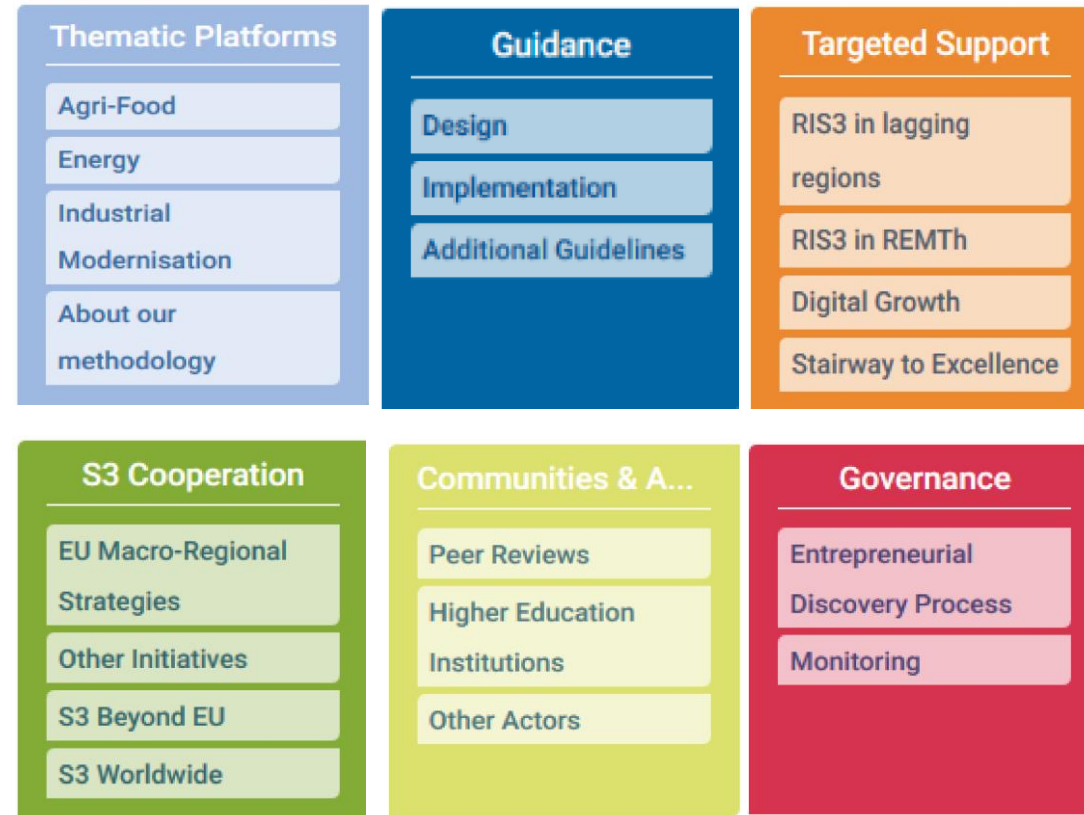 Thematic Platforms
Agri-Food
Energy
Industrial
Modernisation
About our
methodology
Guidance
Design
Implementation
Additional Guidelines
Targeted Support
RIS3 in lagging
regions
RIS3 in REMTh
Digital Growth
Stairway to Excellence
S3 Cooperation
EU Macro-Regional
Strategies
Other Initiatives
S3 Beyond EU
S3 Worldwide
Communities & A...
Peer Reviews
Higher Education
Institutions
Other Actors
Governance
Entrepreneurial
Discovery Process
Monitoring